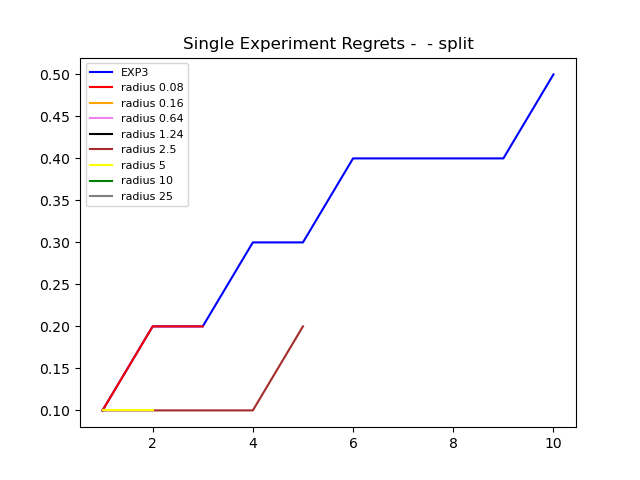 Single Experiment Regrets -  - split
EXP3
radius 0.08
radius 0.16
radius 0.64
radius 1.24
radius 2.5
radius 5
radius 10
radius 25
0.50
0.45
0.40
0.35
0.30
0.25
0.20
0.15
0.10
2 4 6 8 10